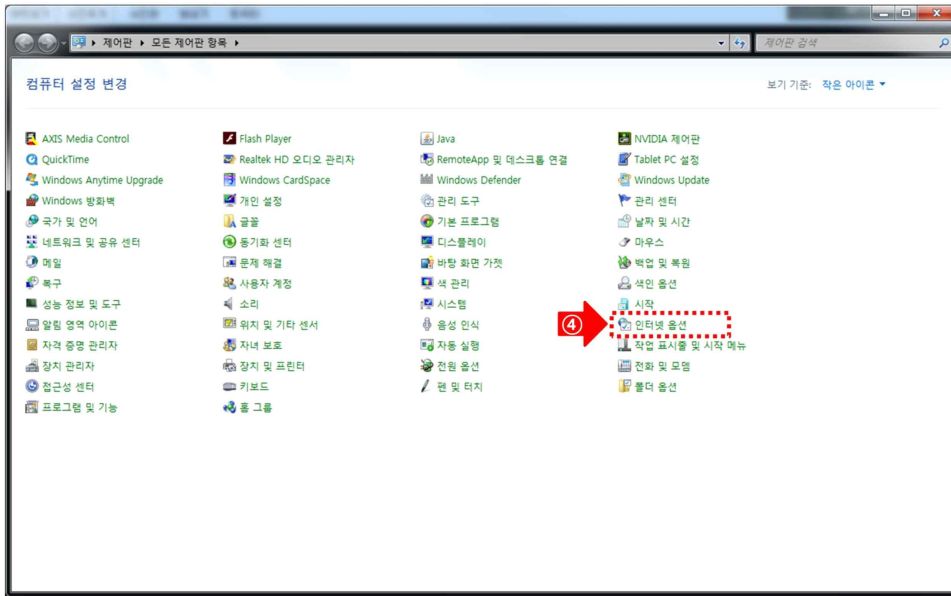 제어판 ▸ 모든 제어판 항목 ▸
제어판 검색
컴퓨터 설정 변경
보기 기준: 작은 아이콘
AXIS Media Control Flash Player Java NVIDIA 제어판
QuickTime Realtek HD 오디오 관리자 RemoteApp 및 데스크톱 연결 Tablet PC 설정
Windows Anytime Upgrade Windows CardSpace Windows Defender Windows Update
Windows 방화벽 개인 설정 관리 도구 관리 센터
국가 및 언어 글꼴 기본 프로그램 날짜 및 시간
네트워크 및 공유 센터 동기화 센터 디스플레이 마우스
메일 문제 해결 바탕 화면 가젯 백업 및 복원
복구 사용자 계정 색 관리 색인 옵션
성능 정보 및 도구 소리 시스템 시작
알림 영역 아이콘 위치 및 기타 센서 음성 인식 ④ 인터넷 옵션
자격 증명 관리자 자녀 보호 자동 실행 작업 표시줄 및 시작 메뉴
장치 관리자 장치 및 프린터 전원 옵션 전화 및 모뎀
접근성 센터 키보드 펜 및 터치 폴더 옵션
프로그램 및 기능 홈 그룹